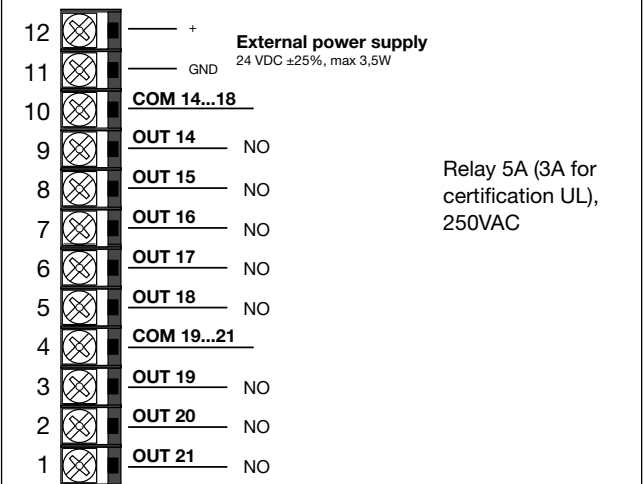 12 +
External power supply
11 GND 24 VDC ±25%, max 3,5W
10 COM 14...18
9 OUT 14 NO
8 OUT 15 NO
7 OUT 16 NO
6 OUT 17 NO
5 OUT 18 NO
4 COM 19...21
3 OUT 19 NO
2 OUT 20 NO
1 OUT 21 NO
Relay 5A (3A for
certification UL),
250VAC